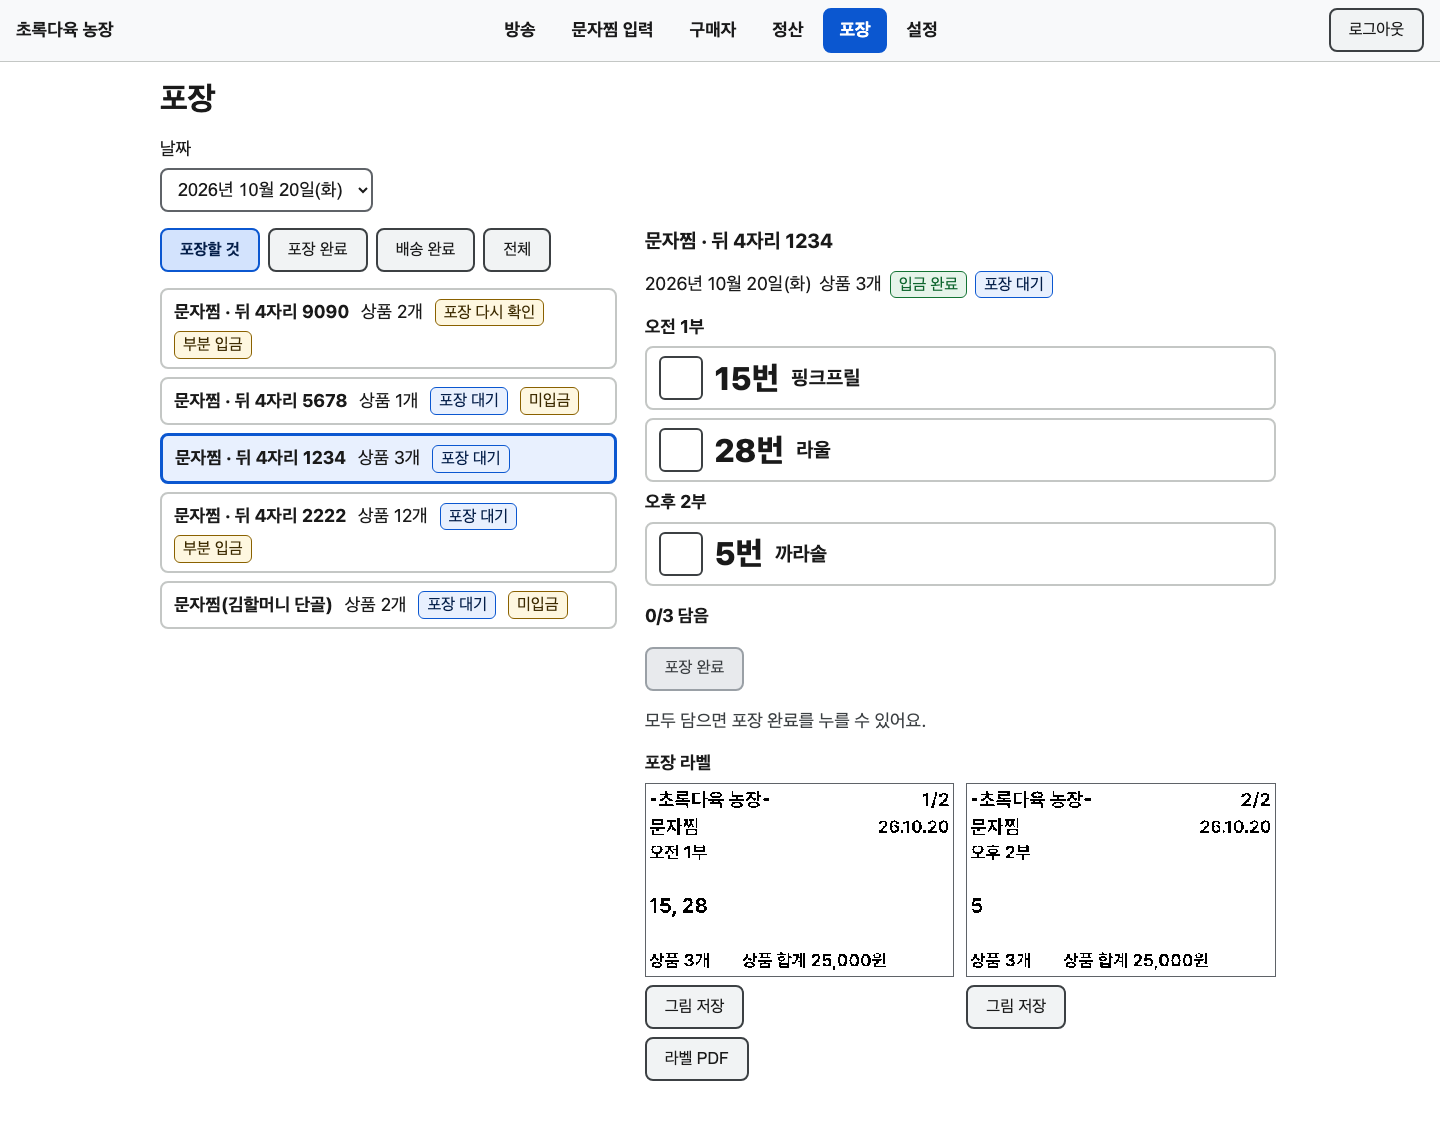 초록다육 농장
방송 문자찜 입력 구매자 정산 포장 설정
로그아웃
포장
날짜
2026년 10월 20일(화)
포장할 것 포장 완료 배송 완료 전체
문자찜 · 뒤 4자리 9090 상품 2개 포장 다시 확인
부분 입금
문자찜 · 뒤 4자리 5678 상품 1개 포장 대기 미입금
문자찜 · 뒤 4자리 1234 상품 3개 포장 대기
문자찜 · 뒤 4자리 2222 상품 12개 포장 대기
부분 입금
문자찜(김할머니 단골) 상품 2개 포장 대기 미입금
문자찜 · 뒤 4자리 1234
2026년 10월 20일(화) 상품 3개 입금 완료 포장 대기
오전 1부
15번 핑크프릴
28번 라울
오후 2부
5번 까라솔
0/3 담음
포장 완료
모두 담으면 포장 완료를 누를 수 있어요.
포장 라벨
-초록다육 농장- 1/2
문자찜 26.10.20
오전 1부
15, 28
상품 3개 상품 합계 25,000원
그림 저장
-초록다육 농장- 2/2
문자찜 26.10.20
오후 2부
5
상품 3개 상품 합계 25,000원
그림 저장
라벨 PDF